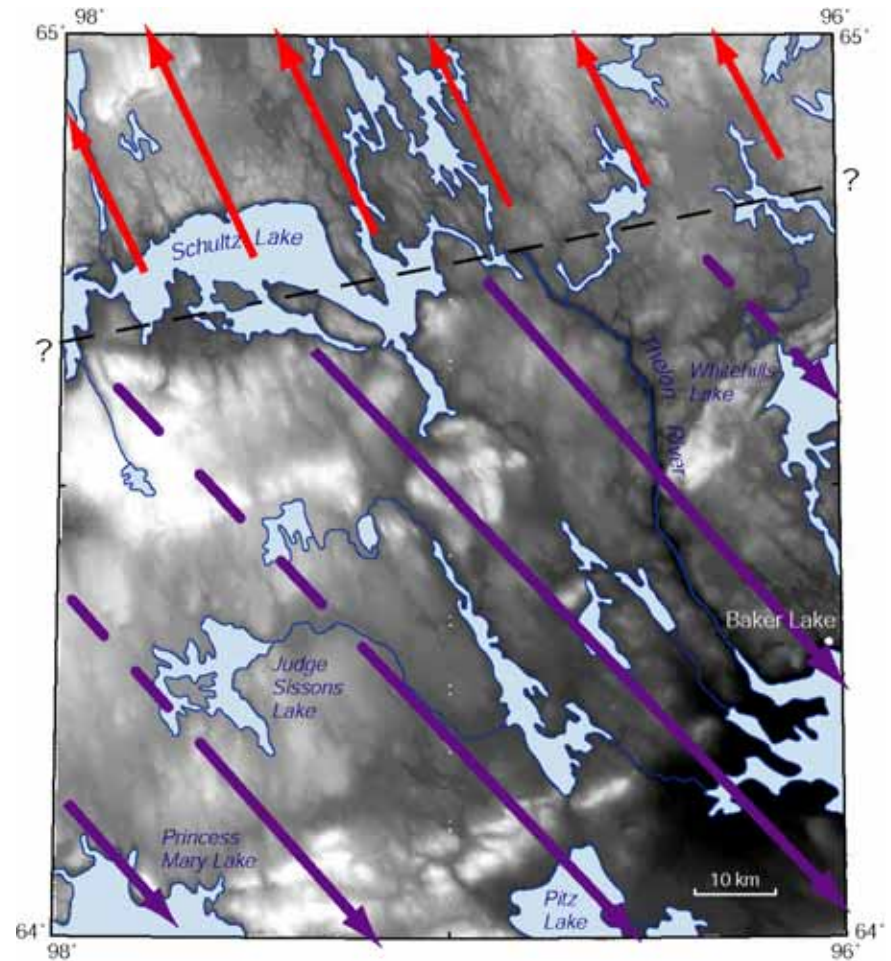 98°
96°
65°
65°
?
Schultz Lake
?
Thelon
River
Whitehills
Lake
Baker Lake
Judge
Sissons
Lake
Princess
Mary Lake
10 km
Pitz
Lake
64°
64°
98°
96°